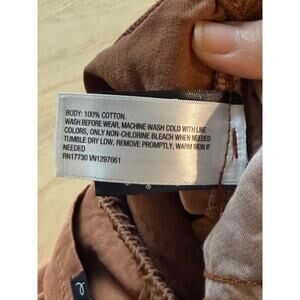 BODY: 100% COTTON.
WASH BEFORE WEAR, MACHINE WASH COLD WITH LIKE
COLORS, ONLY NON-CHLORINE BLEACH WHEN NEEDED
TUMBLE DRY LOW, REMOVE PROMPTLY, WARM IRON IF
NEEDED
RN17730 VN1297061